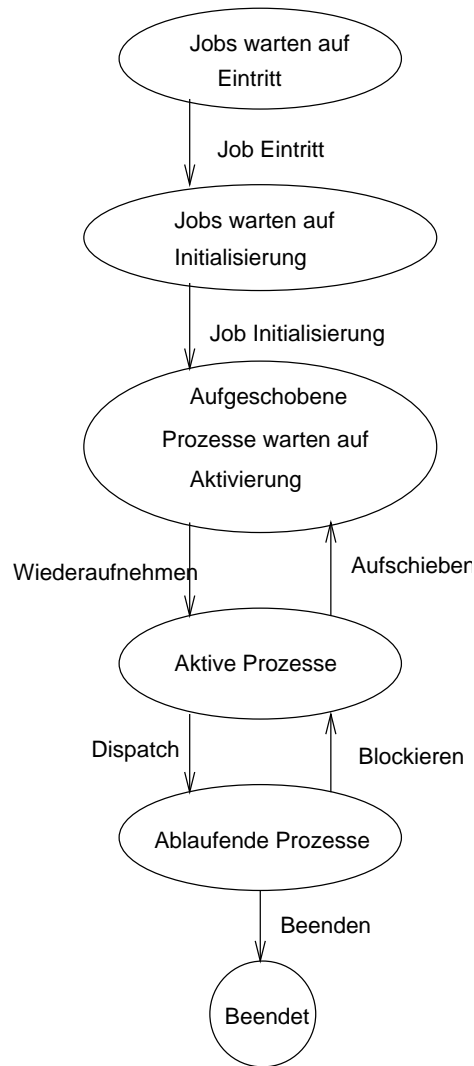 Jobs warten auf
Eintritt
Job Eintritt
Jobs warten auf
Initialisierung
Job Initialisierung
Aufgeschobene
Prozesse warten auf
Aktivierung
Wiederaufnehmen
Aufschieben
Aktive Prozesse
Dispatch
Blockieren
Ablaufende Prozesse
Beenden
Beendet